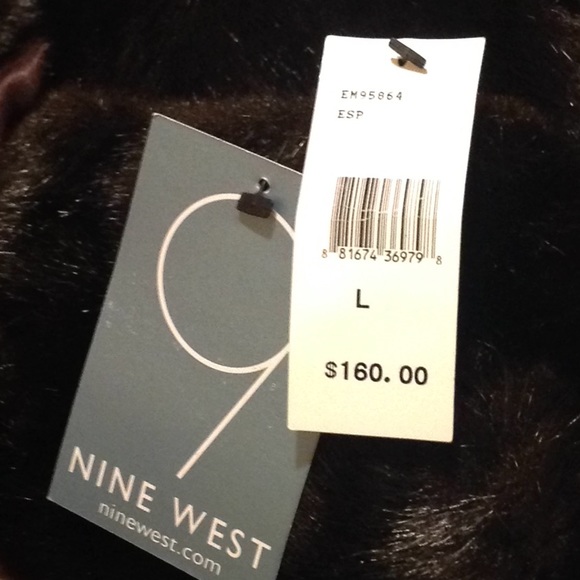 EM95864
ESP
8 81674 36979 8
L
$160.00
9
NINE WEST
ninewest.com